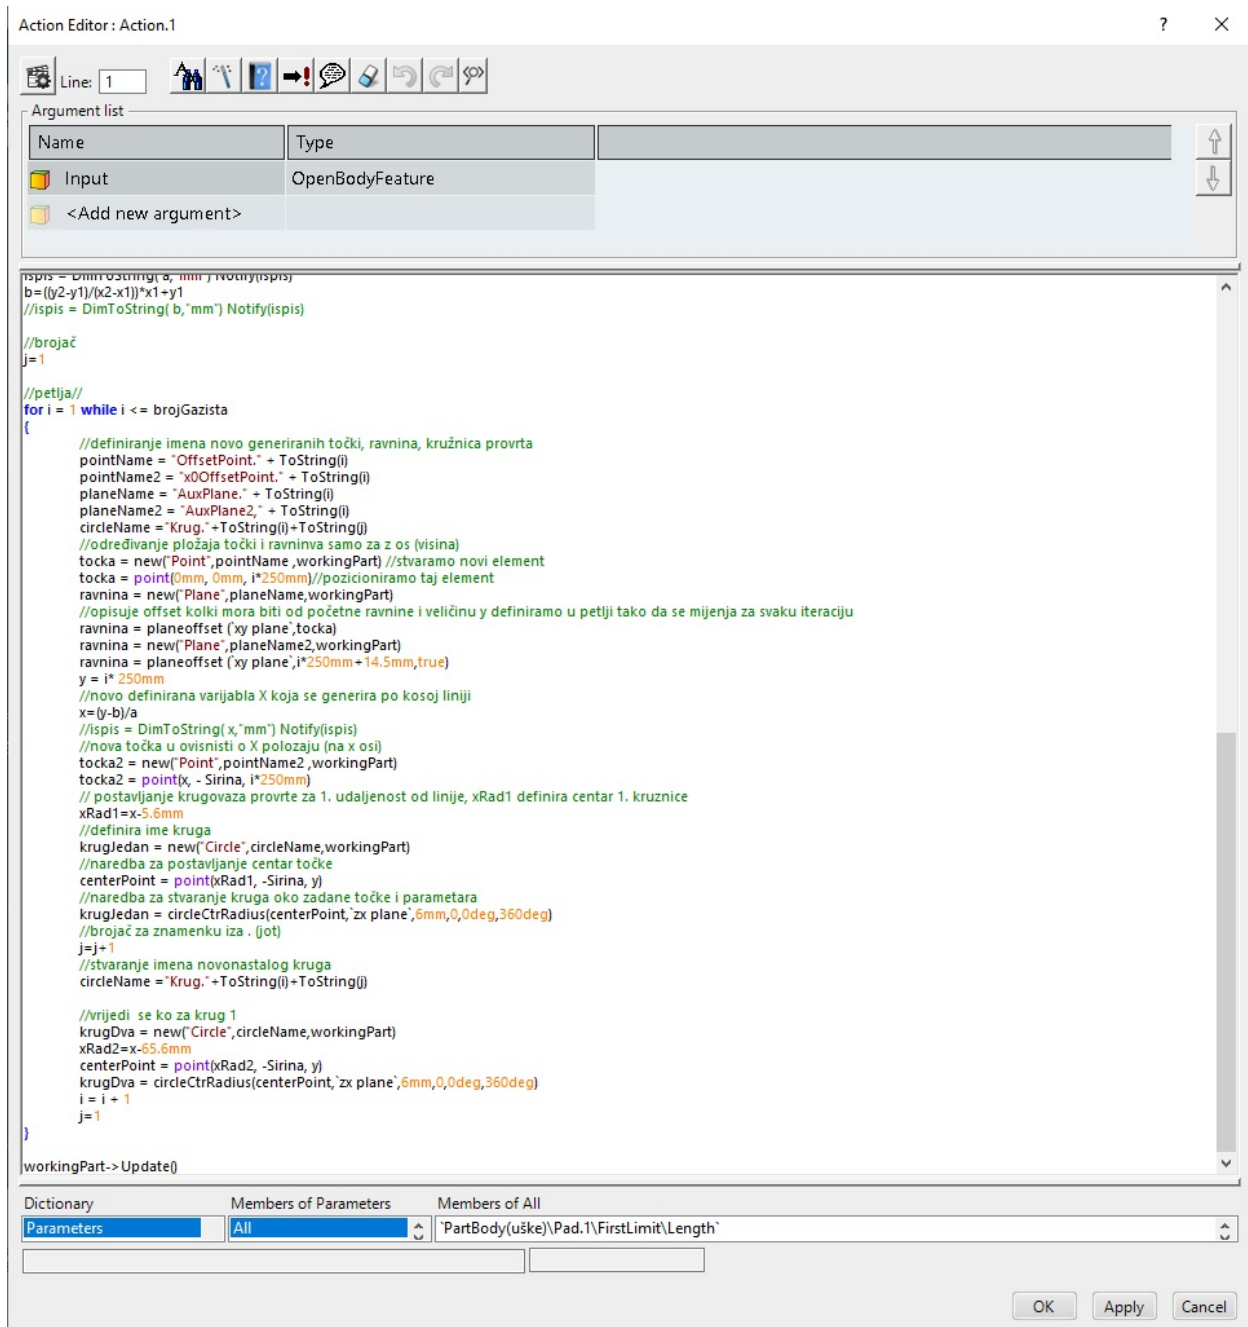 Action Editor : Action.1
?
Line: 1
Argument list
Name Type
Input OpenBodyFeature
<Add new argument>
ispis = DimToString( a, "mm") Notify(ispis)
b=((y2-y1)/(x2-x1))*x1+y1
//ispis = DimToString( b,"mm") Notify(ispis)
//brojač
j=1
//petlja//
for i = 1 while i <= brojGazista
{
//definiranje imena novo generiranih točki, ravnina, kružnica provrta
pointName = "OffsetPoint." + ToString(i)
pointName2 = "x0OffsetPoint." + ToString(i)
planeName = "AuxPlane." + ToString(i)
planeName2 = "AuxPlane2," + ToString(i)
circleName ="Krug."+ToString(i)+ToString(j)
//određivanje pložaja točki i ravninva samo za z os (visina)
tocka = new("Point",pointName ,workingPart) //stvaramo novi element
tocka = point(0mm, 0mm, i*250mm)//pozicioniramo taj element
ravnina = new("Plane",planeName,workingPart)
//opisuje offset kolki mora biti od početne ravnine i veličinu y definiramo u petlji tako da se mijenja za svaku iteraciju
ravnina = planeoffset (`xy plane`,tocka)
ravnina = new("Plane",planeName2,workingPart)
ravnina = planeoffset (`xy plane`,i*250mm+14.5mm,true)
y = i* 250mm
//novo definirana varijabla X koja se generira po kosoj liniji
x=(y-b)/a
//ispis = DimToString( x,"mm") Notify(ispis)
//nova točka u ovisnisti o X polozaju (na x osi)
tocka2 = new("Point",pointName2 ,workingPart)
tocka2 = point(x, - Sirina, i*250mm)
// postavljanje krugovaza provrte za 1. udaljenost od linije, xRad1 definira centar 1. kruznice
xRad1=x-5.6mm
//definira ime kruga
krugJedan = new("Circle",circleName,workingPart)
//naredba za postavljanje centar točke
centerPoint = point(xRad1, -Sirina, y)
//naredba za stvaranje kruga oko zadane točke i parametara
krugJedan = circleCtrRadius(centerPoint,`zx plane`,6mm,0,0deg,360deg)
//brojač za znamenku iza . (jot)
j=j+1
//stvaranje imena novonastalog kruga
circleName ="Krug."+ToString(i)+ToString(j)
//vrijedi  se ko za krug 1
krugDva = new("Circle",circleName,workingPart)
xRad2=x-65.6mm
centerPoint = point(xRad2, -Sirina, y)
krugDva = circleCtrRadius(centerPoint,`zx plane`,6mm,0,0deg,360deg)
i = i + 1
j=1
}
workingPart->Update()
Dictionary Members of Parameters Members of All
Parameters All `PartBody(uške)\Pad.1\FirstLimit\Length`
OK Apply Cancel